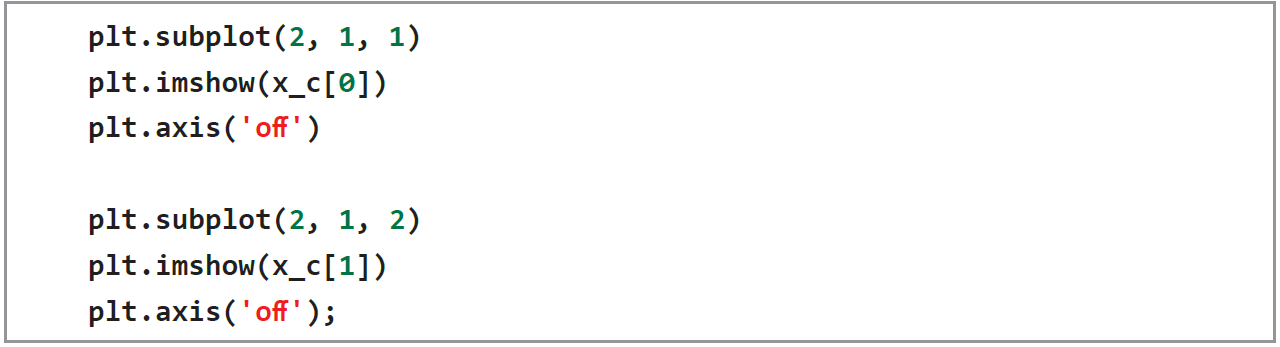 plt.subplot(2, 1, 1)
plt.imshow(x_c[0])
plt.axis('off')
plt.subplot(2, 1, 2)
plt.imshow(x_c[1])
plt.axis('off');